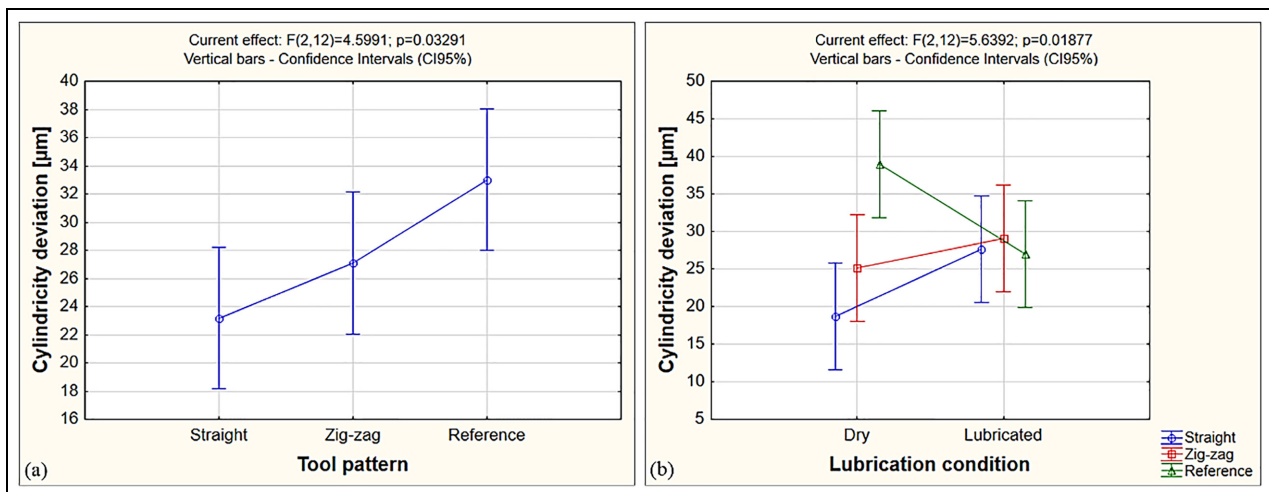 Current effect: F(2,12)=4.5991; p=0.03291
Vertical bars - Confidence Intervals (CI95%)
Cylindricity deviation [µm]
40
38
36
34
32
30
28
26
24
22
20
18
16
Straight Zig-zag Reference
(a) Tool pattern
Current effect: F(2,12)=5.6392; p=0.01877
Vertical bars - Confidence Intervals (CI95%)
Cylindricity deviation [µm]
50
45
40
35
30
25
20
15
10
5
Dry Lubricated
(b) Lubrication condition
Straight
Zig-zag
Reference